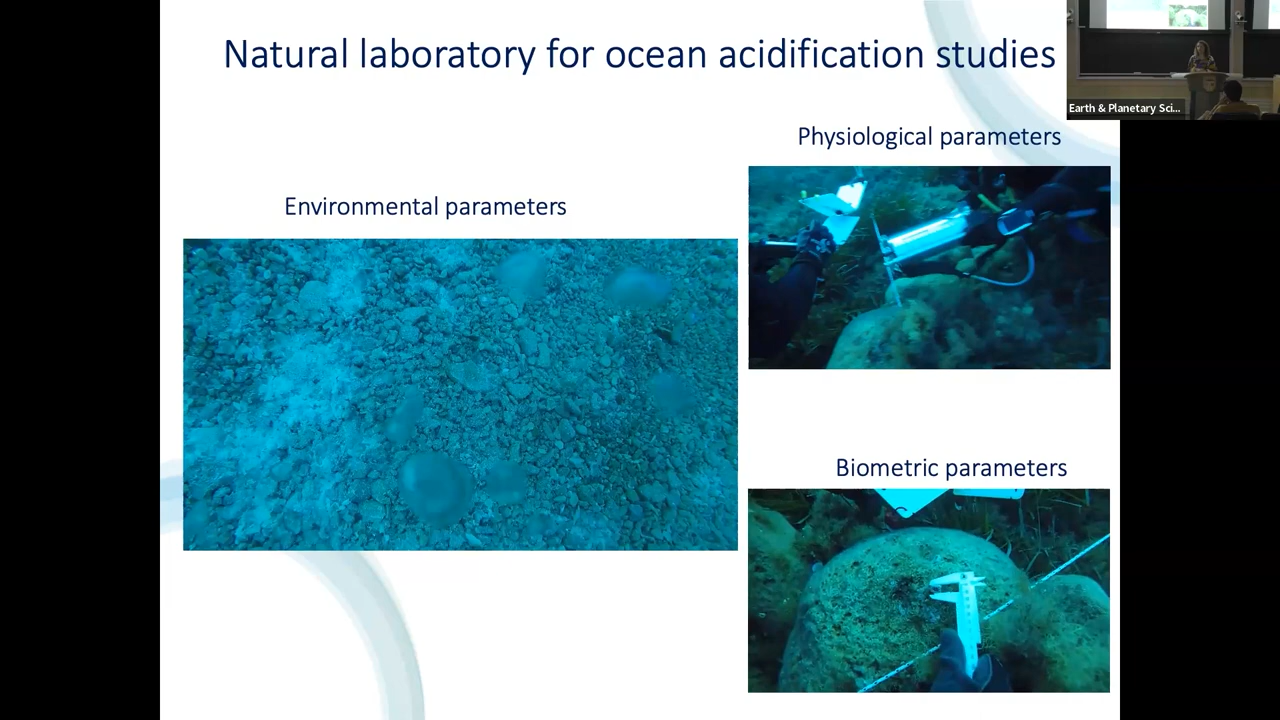 Natural laboratory for ocean acidification studies
Earth & Planetary Sci...
Physiological parameters
Environmental parameters
Biometric parameters